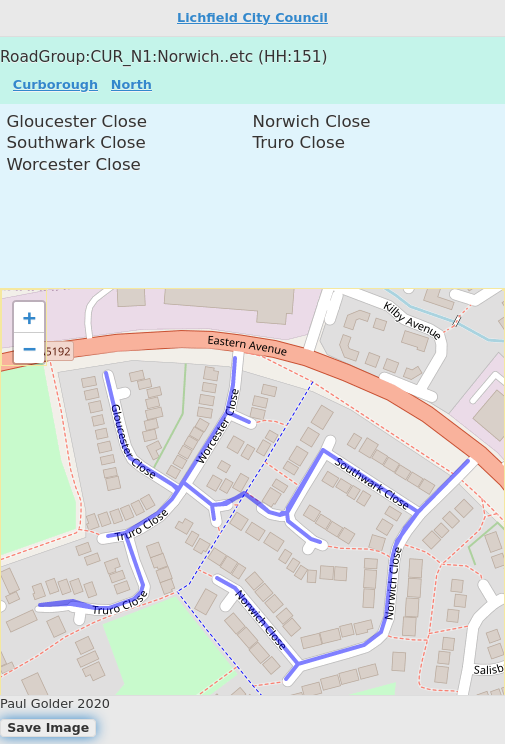 Lichfield City Council
RoadGroup:CUR_N1:Norwich..etc (HH:151)
Curborough North
Gloucester Close
Norwich Close
Southwark Close
Truro Close
Worcester Close
+
−
5192
Eastern Avenue
Kilby Avenue
Gloucester Close
Worcester Close
Southwark Close
Truro Close
Norwich Close
Truro Close
Norwich Close
Salisb
Paul Golder 2020
Save Image